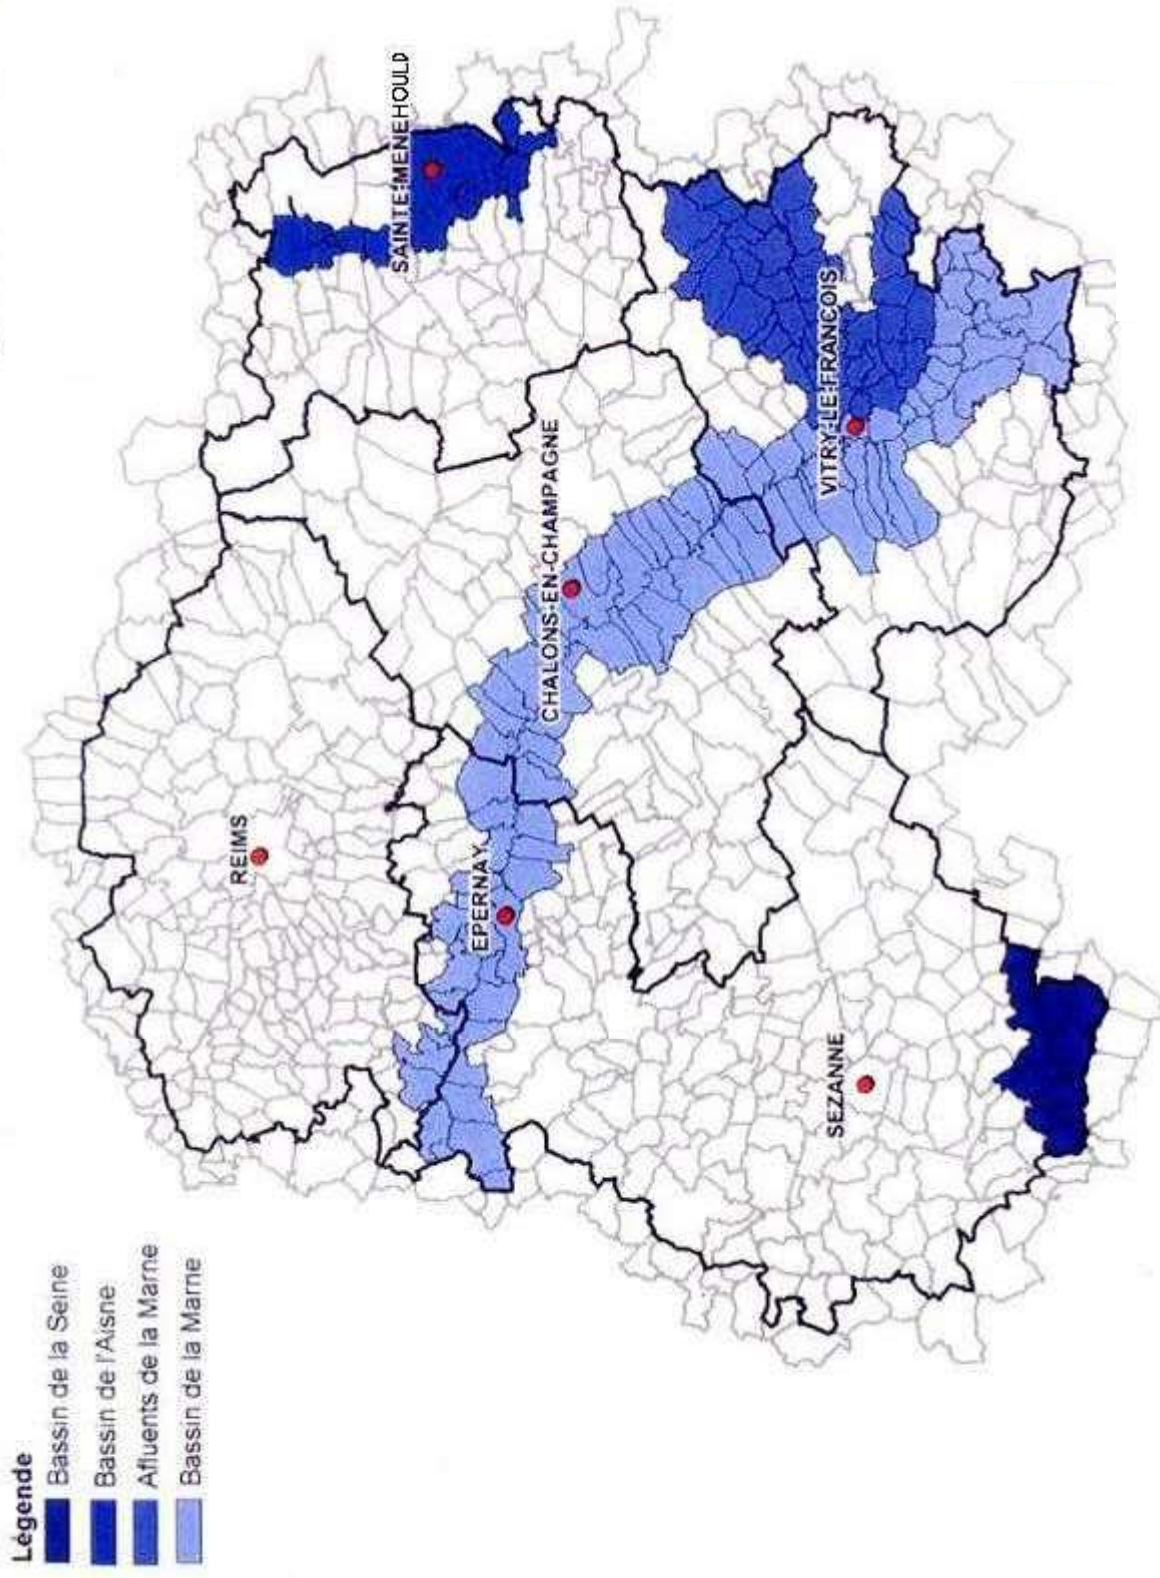 Légende
Bassin de la Seine
Bassin de l'Aisne
Afluents de la Marne
Bassin de la Marne
REIMS
SAINTE-MENEHOULD
EPERNAY
CHALONS-EN-CHAMPAGNE
VITRY-LE-FRANCOIS
SEZANNE